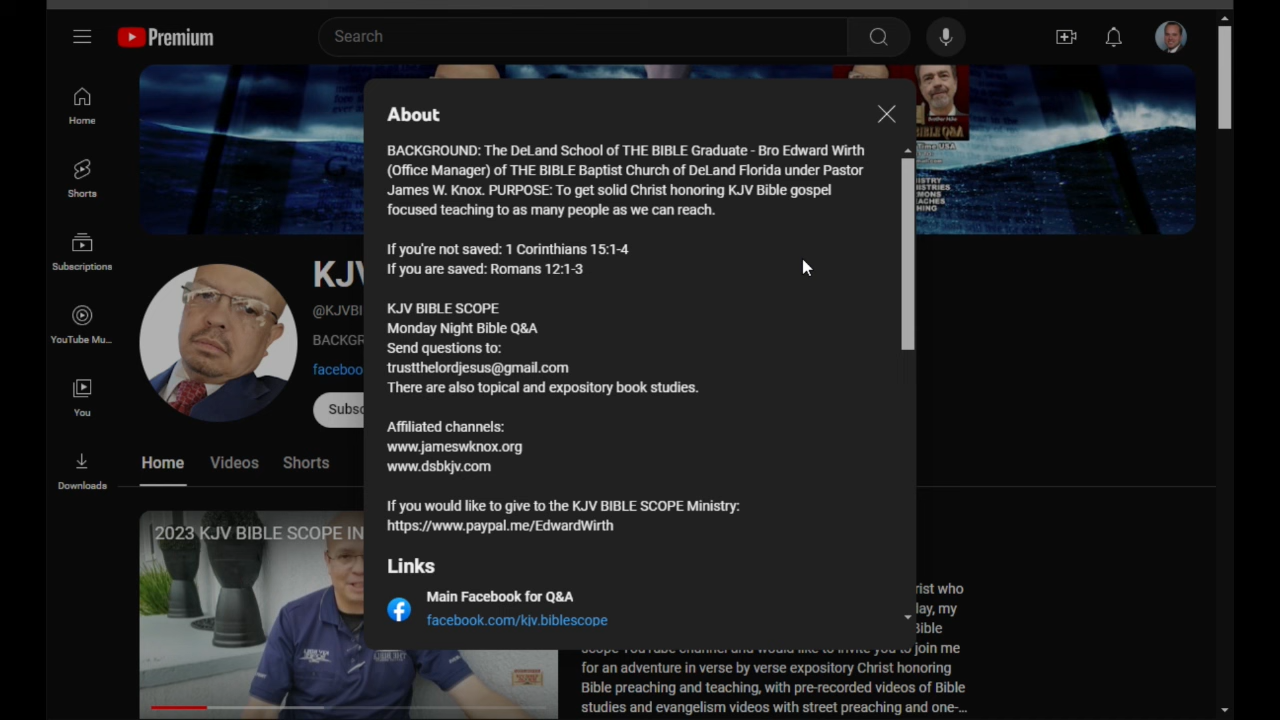 Premium
Search
Home
Shorts
Subscriptions
YouTube Mu...
You
Downloads
KJV
@KJVBI
BACKGR
faceboo
Subsc
Home Videos Shorts
2023 KJV BIBLE SCOPE IN
About
BACKGROUND: The DeLand School of THE BIBLE Graduate - Bro Edward Wirth
(Office Manager) of THE BIBLE Baptist Church of DeLand Florida under Pastor
James W. Knox. PURPOSE: To get solid Christ honoring KJV Bible gospel
focused teaching to as many people as we can reach.
If you're not saved: 1 Corinthians 15:1-4
If you are saved: Romans 12:1-3
KJV BIBLE SCOPE
Monday Night Bible Q&A
Send questions to:
trustthelordjesus@gmail.com
There are also topical and expository book studies.
Affiliated channels:
www.jameswknox.org
www.dsbkjv.com
If you would like to give to the KJV BIBLE SCOPE Ministry:
https://www.paypal.me/EdwardWirth
Links
Main Facebook for Q&A
facebook.com/kjv.biblescope
rist who
lay, my
Bible
scope YouTube channel and would like to invite you to join me
for an adventure in verse by verse expository Christ honoring
Bible preaching and teaching, with pre-recorded videos of Bible
studies and evangelism videos with street preaching and one-...